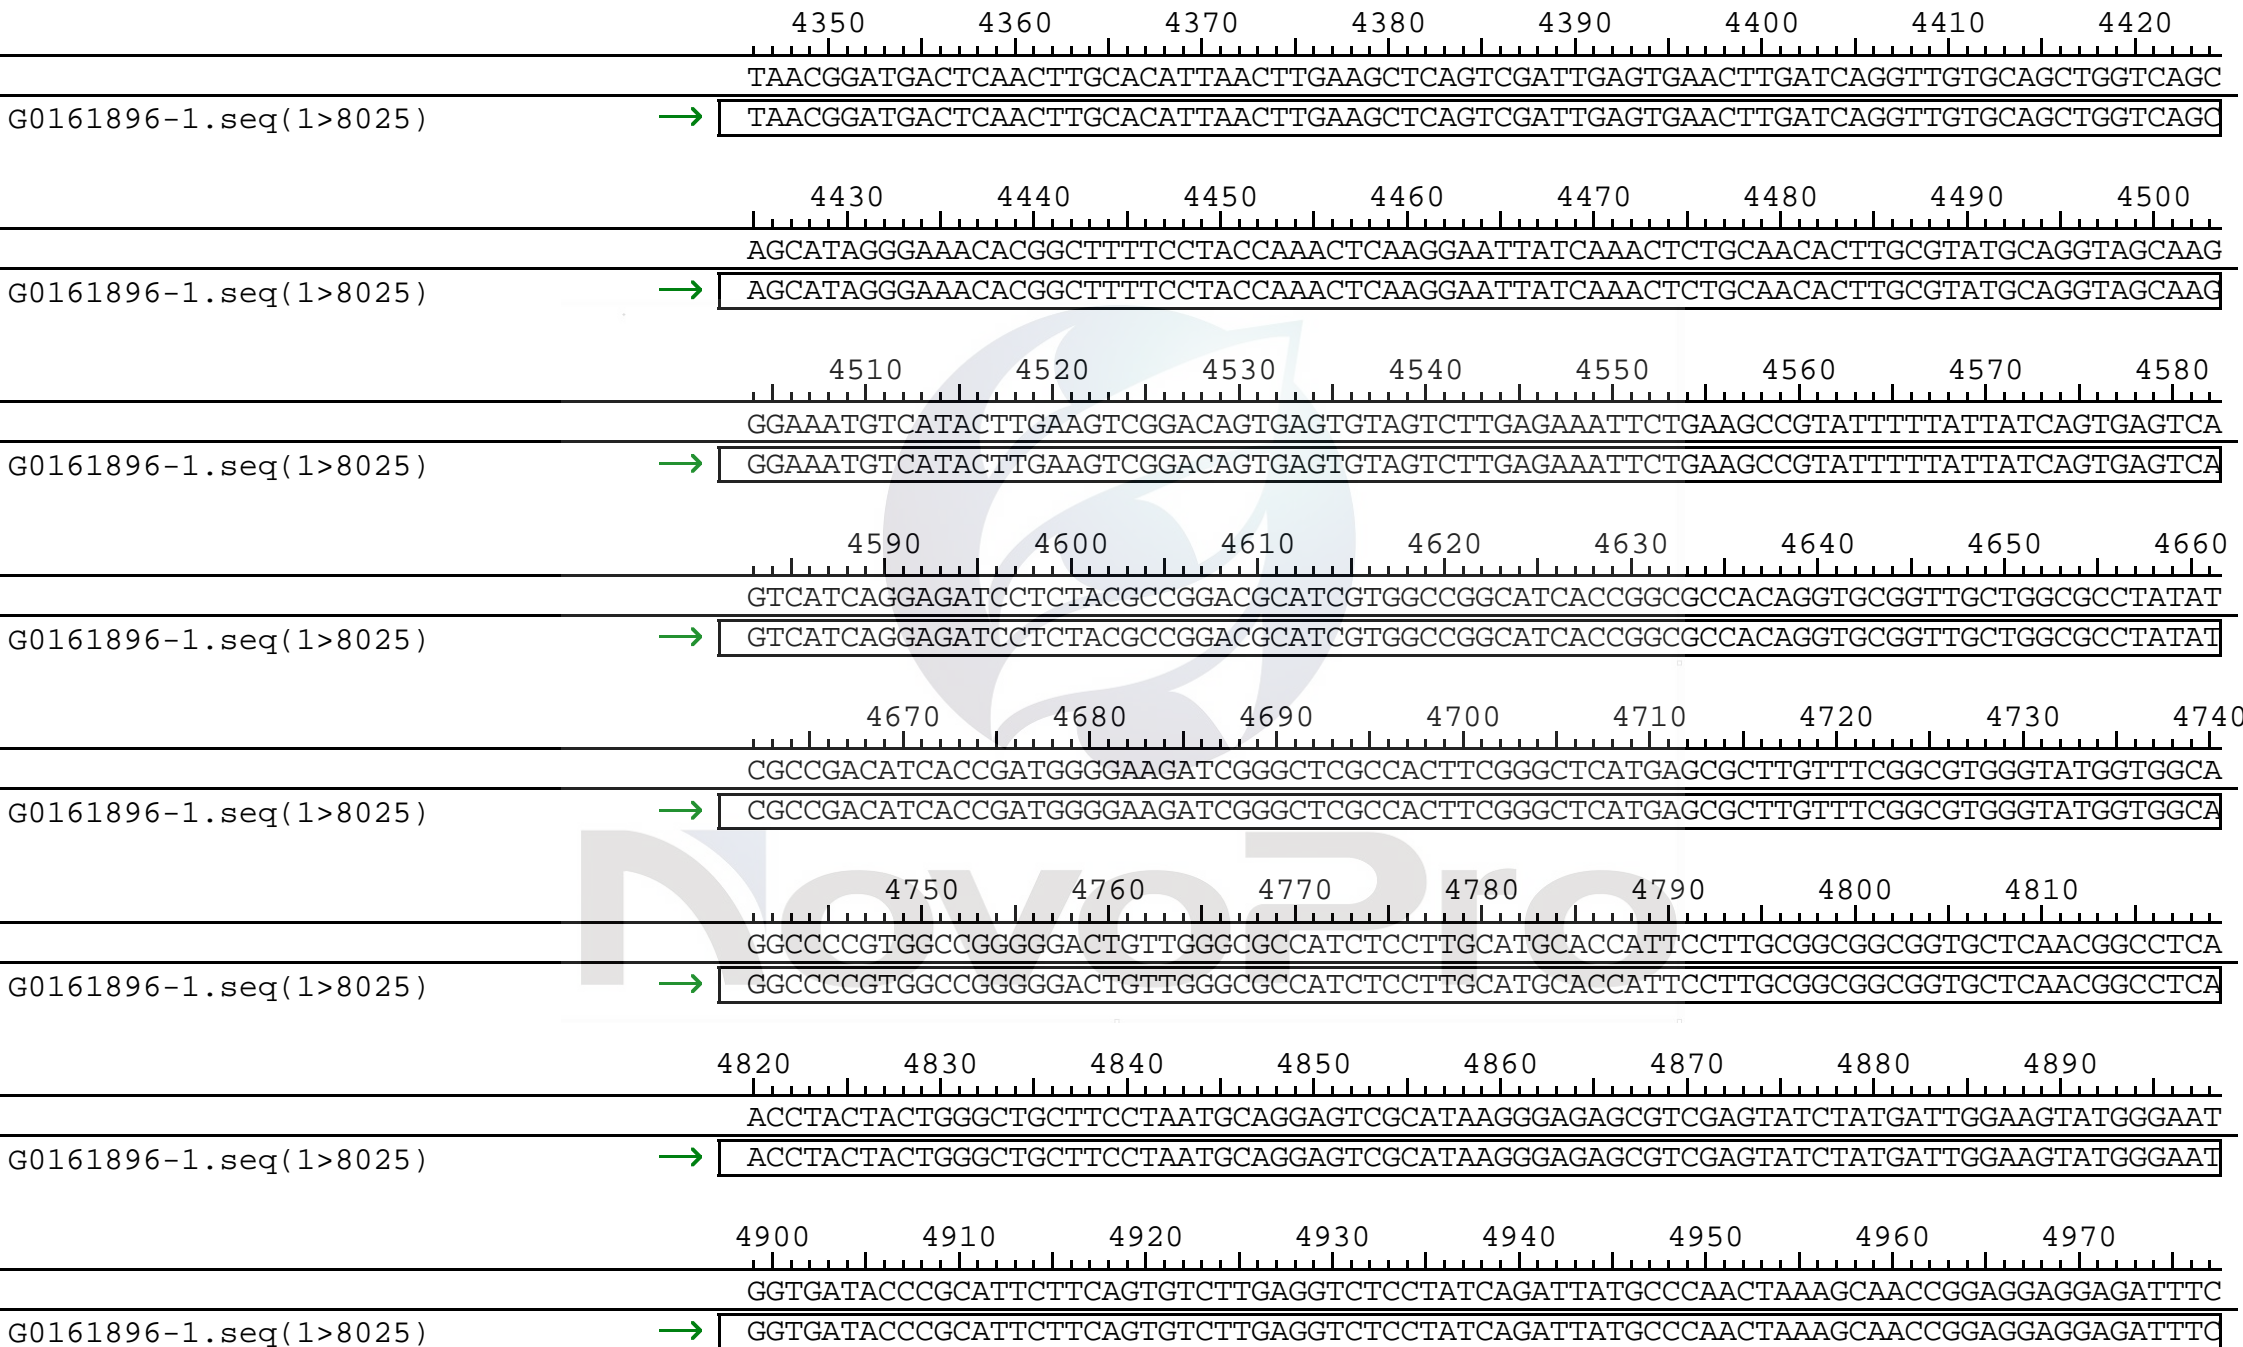 4350 4360 4370 4380 4390 4400 4410 4420
TAACGGATGACTCAACTTGCACATTAACTTGAAGCTCAGTCGATTGAGTGAACTTGATCAGGTTGTGCAGCTGGTCAGC
G0161896-1.seq(1>8025) → TAACGGATGACTCAACTTGCACATTAACTTGAAGCTCAGTCGATTGAGTGAACTTGATCAGGTTGTGCAGCTGGTCAGC
4430 4440 4450 4460 4470 4480 4490 4500
AGCATAGGGAAACACGGCTTTTCCTACCAAACTCAAGGAATTATCAAACTCTGCAACACTTGCGTATGCAGGTAGCAAG
G0161896-1.seq(1>8025) → AGCATAGGGAAACACGGCTTTTCCTACCAAACTCAAGGAATTATCAAACTCTGCAACACTTGCGTATGCAGGTAGCAAG
4510 4520 4530 4540 4550 4560 4570 4580
GGAAATGTCATACTTGAAGTCGGACAGTGAGTGTAGTCTTGAGAAATTCTGAAGCCGTATTTTTATTATCAGTGAGTCA
G0161896-1.seq(1>8025) → GGAAATGTCATACTTGAAGTCGGACAGTGAGTGTAGTCTTGAGAAATTCTGAAGCCGTATTTTTATTATCAGTGAGTCA
4590 4600 4610 4620 4630 4640 4650 4660
GTCATCAGGAGATCCTCTACGCCGGACGCATCGTGGCCGGCATCACCGGCGCCACAGGTGCGGTTGCTGGCGCCTATAT
G0161896-1.seq(1>8025) → GTCATCAGGAGATCCTCTACGCCGGACGCATCGTGGCCGGCATCACCGGCGCCACAGGTGCGGTTGCTGGCGCCTATAT
4670 4680 4690 4700 4710 4720 4730 4740
CGCCGACATCACCGATGGGGAAGATCGGGCTCGCCACTTCGGGCTCATGAGCGCTTGTTTCGGCGTGGGTATGGTGGCA
G0161896-1.seq(1>8025) → CGCCGACATCACCGATGGGGAAGATCGGGCTCGCCACTTCGGGCTCATGAGCGCTTGTTTCGGCGTGGGTATGGTGGCA
NovoPro
4750 4760 4770 4780 4790 4800 4810
GGCCCCGTGGCCGGGGGACTGTTGGGCGCCATCTCCTTGCATGCACCATTCCTTGCGGCGGCGGTGCTCAACGGCCTCA
G0161896-1.seq(1>8025) → GGCCCCGTGGCCGGGGGACTGTTGGGCGCCATCTCCTTGCATGCACCATTCCTTGCGGCGGCGGTGCTCAACGGCCTCA
4820 4830 4840 4850 4860 4870 4880 4890
ACCTACTACTGGGCTGCTTCCTAATGCAGGAGTCGCATAAGGGAGAGCGTCGAGTATCTATGATTGGAAGTATGGGAAT
G0161896-1.seq(1>8025) → ACCTACTACTGGGCTGCTTCCTAATGCAGGAGTCGCATAAGGGAGAGCGTCGAGTATCTATGATTGGAAGTATGGGAAT
4900 4910 4920 4930 4940 4950 4960 4970
GGTGATACCCGCATTCTTCAGTGTCTTGAGGTCTCCTATCAGATTATGCCCAACTAAAGCAACCGGAGGAGGAGATTTC
G0161896-1.seq(1>8025) → GGTGATACCCGCATTCTTCAGTGTCTTGAGGTCTCCTATCAGATTATGCCCAACTAAAGCAACCGGAGGAGGAGATTTC